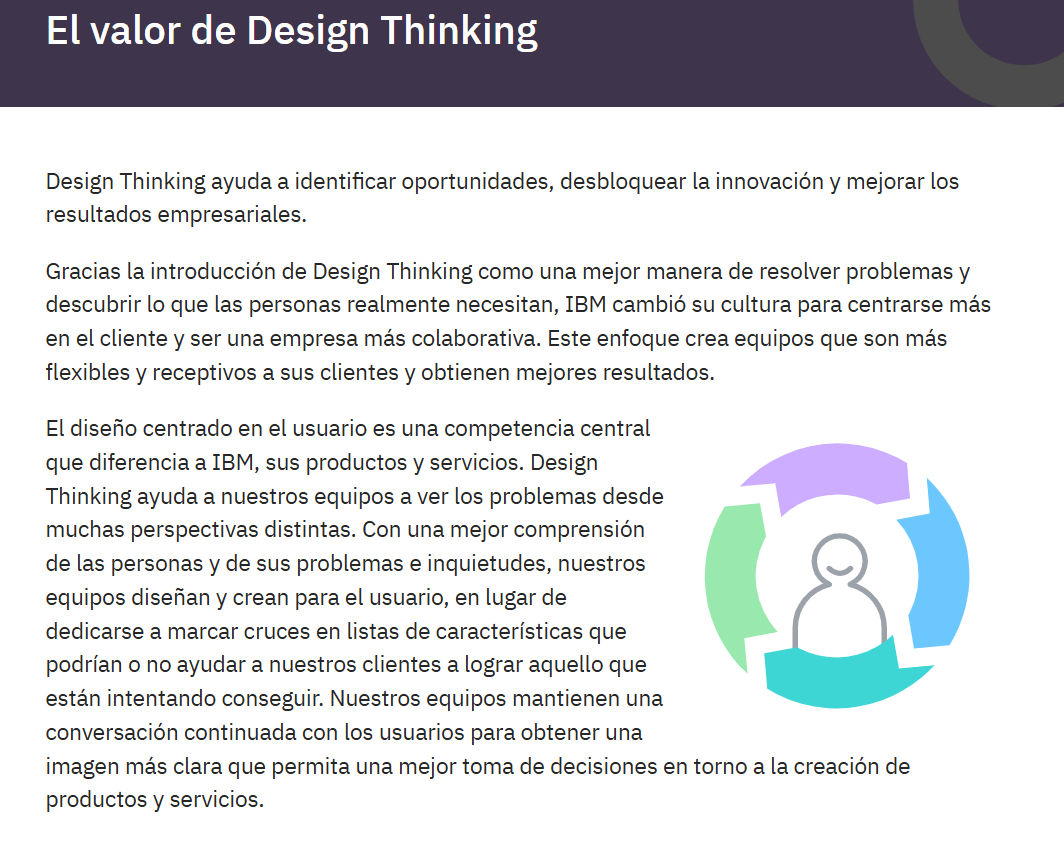 El valor de Design Thinking
Design Thinking ayuda a identificar oportunidades, desbloquear la innovación y mejorar los
resultados empresariales.
Gracias la introducción de Design Thinking como una mejor manera de resolver problemas y
descubrir lo que las personas realmente necesitan, IBM cambió su cultura para centrarse más
en el cliente y ser una empresa más colaborativa. Este enfoque crea equipos que son más
flexibles y receptivos a sus clientes y obtienen mejores resultados.
El diseño centrado en el usuario es una competencia central
que diferencia a IBM, sus productos y servicios. Design
Thinking ayuda a nuestros equipos a ver los problemas desde
muchas perspectivas distintas. Con una mejor comprensión
de las personas y de sus problemas e inquietudes, nuestros
equipos diseñan y crean para el usuario, en lugar de
dedicarse a marcar cruces en listas de características que
podrían o no ayudar a nuestros clientes a lograr aquello que
están intentando conseguir. Nuestros equipos mantienen una
conversación continuada con los usuarios para obtener una
imagen más clara que permita una mejor toma de decisiones en torno a la creación de
productos y servicios.